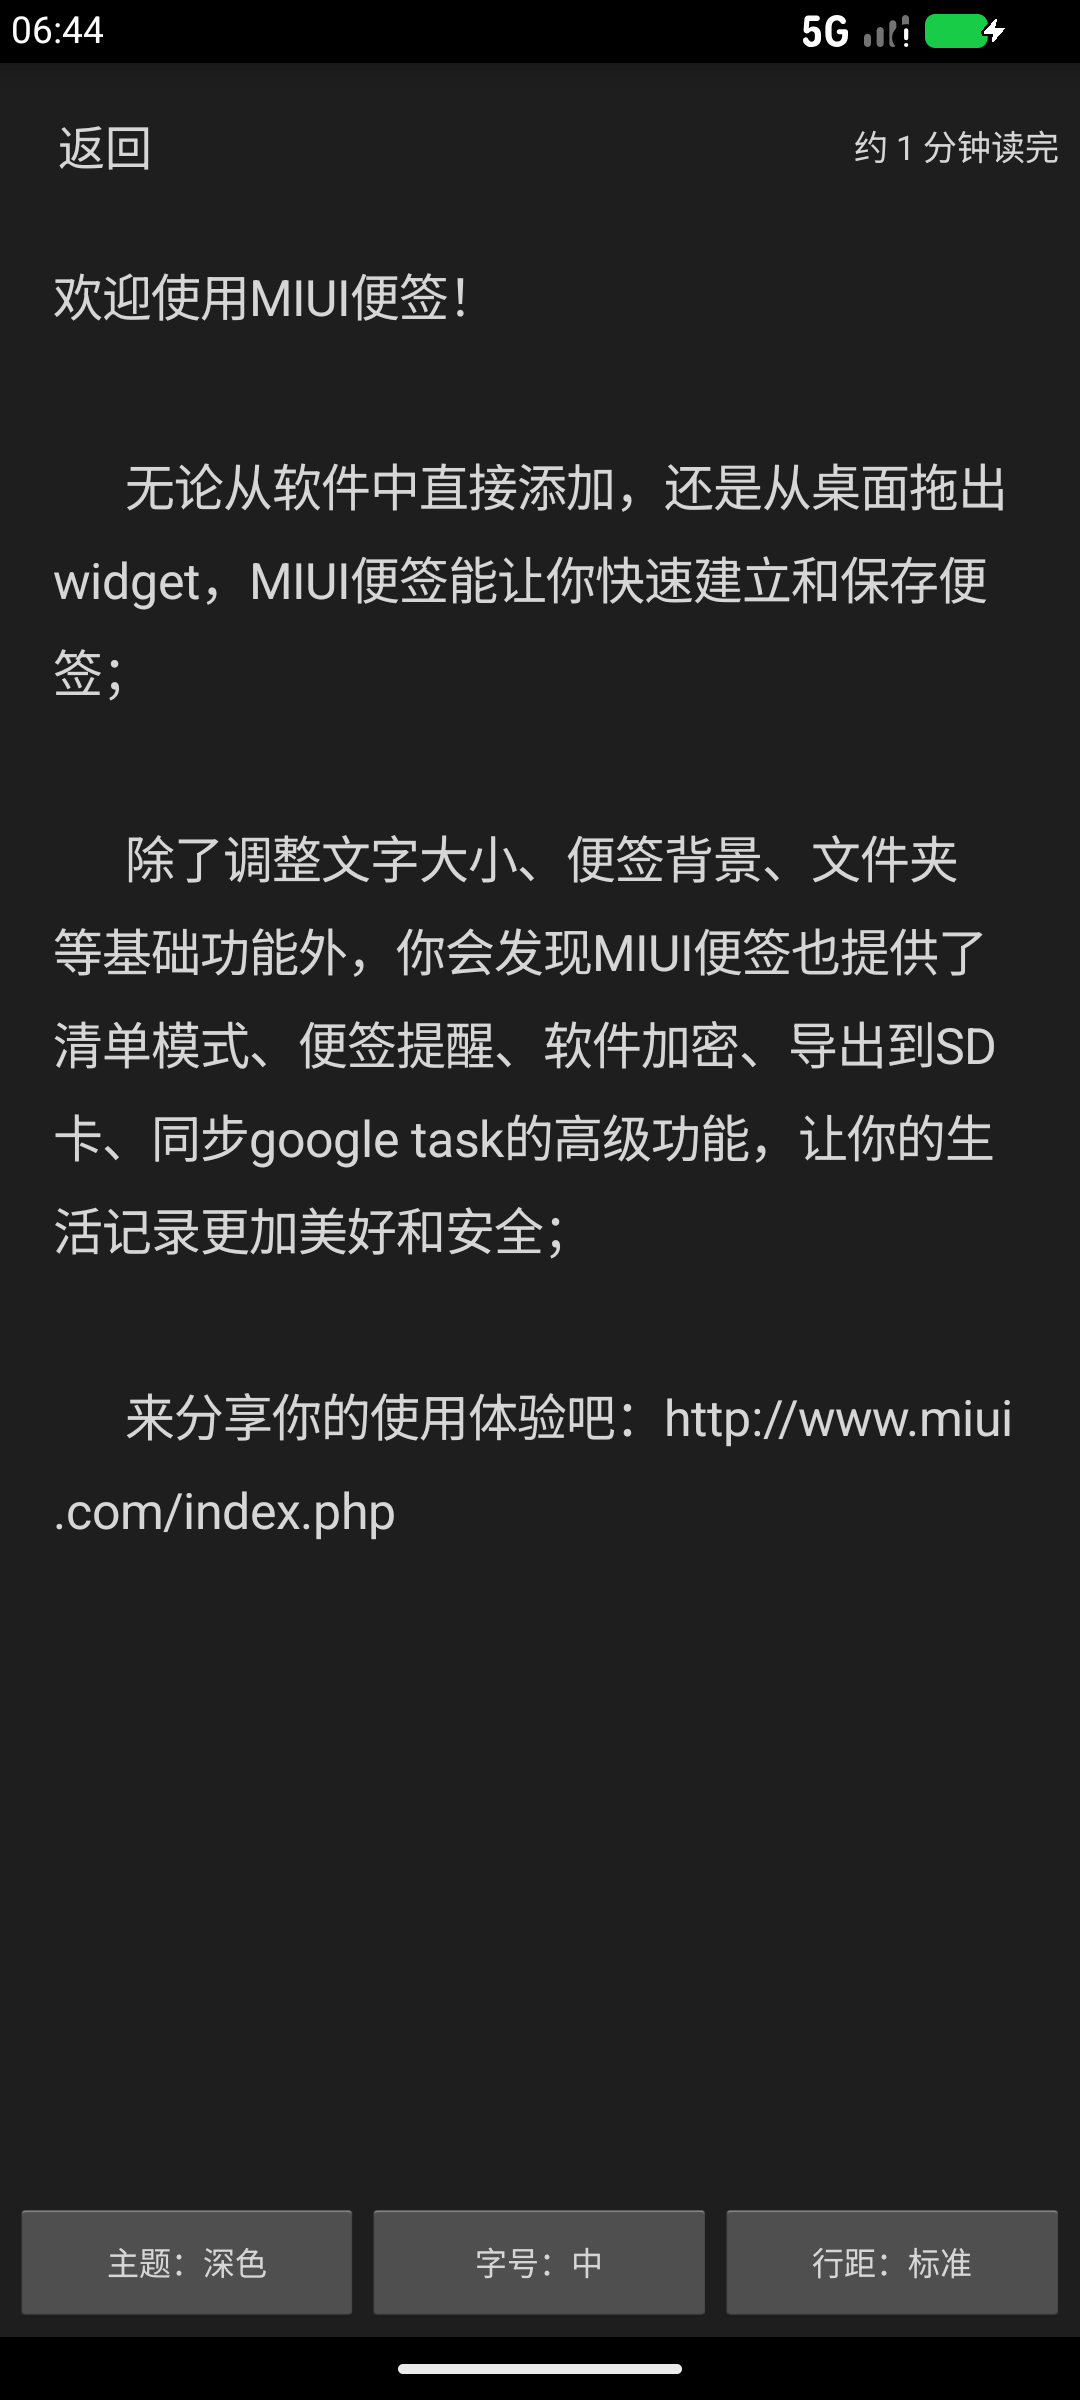 06:44
5G
返回
约 1 分钟读完
欢迎使用MIUI便签！
无论从软件中直接添加，还是从桌面拖出
widget，MIUI便签能让你快速建立和保存便
签；
除了调整文字大小、便签背景、文件夹
等基础功能外，你会发现MIUI便签也提供了
清单模式、便签提醒、软件加密、导出到SD
卡、同步google task的高级功能，让你的生
活记录更加美好和安全；
来分享你的使用体验吧：http://www.miui
.com/index.php
主题：深色
字号：中
行距：标准